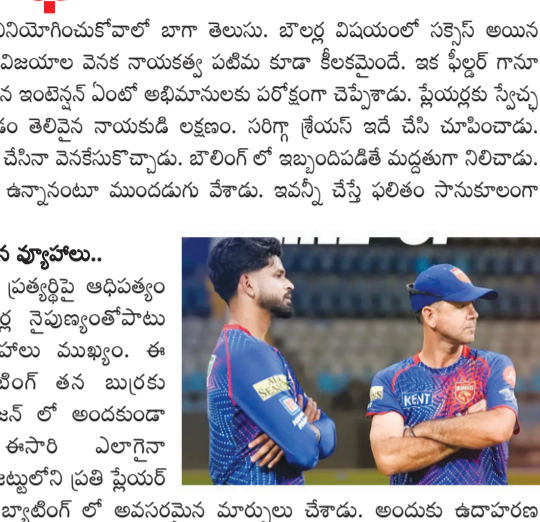 వినియోగించుకోవాలో బాగా తెలుసు. బౌలర్ల విషయంలో సక్సెస్ అయిన
విజయాల వెనక నాయకత్వ పటిమ కూడా కీలకమైందే. ఇక ఫీల్డర్ గానూ
న ఇంటెన్షన్ ఏంటో అభిమానులకు పరోక్షంగా చెప్పేశాడు. ప్లేయర్లకు స్వేచ్ఛ
డం తెలివైన నాయకుడి లక్షణం. సరిగ్గా శ్రేయస్ ఇదే చేసి చూపించాడు.
చేసినా వెనకేసుకొచ్చాడు. బౌలింగ్ లో ఇబ్బందిపడితే మద్దతుగా నిలిచాడు.
ఉన్నానంటూ ముందడుగు వేశాడు. ఇవన్నీ చేస్తే ఫలితం సానుకూలంగా
న వ్యూహాలు..
ప్రత్యర్థిపై ఆధిపత్యం
ర్ల నైపుణ్యంతోపాటు
హాలు ముఖ్యం. ఈ
టింగ్ తన బుర్రకు
జన్ లో అందకుండా
ఈసారి ఎలాగైనా
జట్టులోని ప్రతి ప్లేయర్
బ్యాటింగ్ లో అవసరమైన మార్పులు చేశాడు. అందుకు ఉదాహరణ
KENT